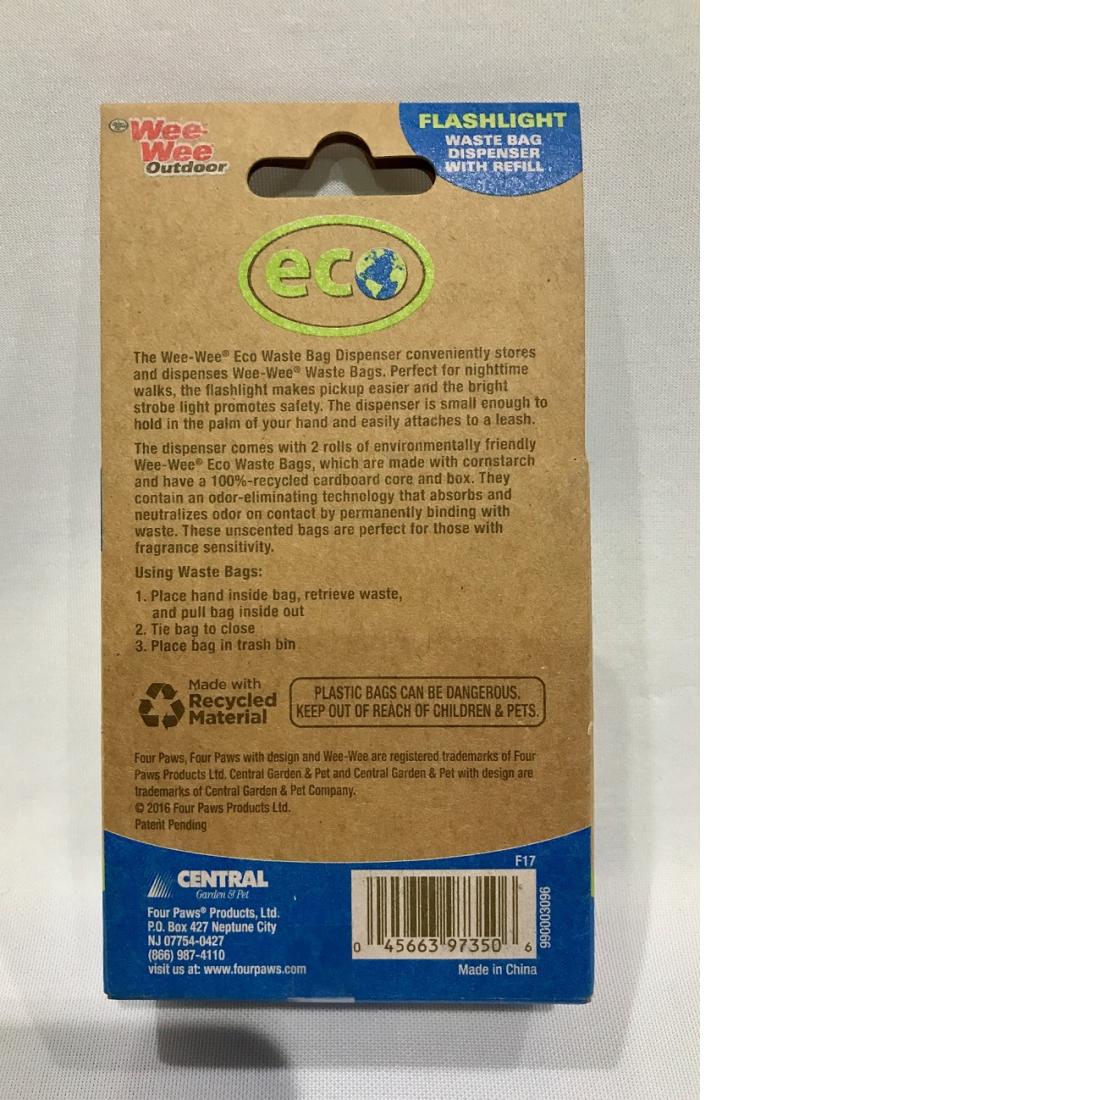 Wee-
Wee
Outdoor
FLASHLIGHT
WASTE BAG
DISPENSER
WITH REFILL
eco
The Wee-Wee® Eco Waste Bag Dispenser conveniently stores
and dispenses Wee-Wee® Waste Bags. Perfect for nighttime
walks, the flashlight makes pickup easier and the bright
strobe light promotes safety. The dispenser is small enough to
hold in the palm of your hand and easily attaches to a leash.
The dispenser comes with 2 rolls of environmentally friendly
Wee-Wee® Eco Waste Bags, which are made with cornstarch
and have a 100%-recycled cardboard core and box. They
contain an odor-eliminating technology that absorbs and
neutralizes odor on contact by permanently binding with
waste. These unscented bags are perfect for those with
fragrance sensitivity.
Using Waste Bags:
1. Place hand inside bag, retrieve waste,
and pull bag inside out
2. Tie bag to close
3. Place bag in trash bin
Made with
Recycled
Material
PLASTIC BAGS CAN BE DANGEROUS.
KEEP OUT OF REACH OF CHILDREN & PETS.
Four Paws, Four Paws with design and Wee-Wee are registered trademarks of Four
Paws Products Ltd. Central Garden & Pet and Central Garden & Pet with design are
trademarks of Central Garden & Pet Company.
© 2016 Four Paws Products Ltd.
Patent Pending
F17
CENTRAL
Garden & Pet
Four Paws® Products, Ltd.
P.O. Box 427 Neptune City
NJ 07754-0427
(866) 987-4110
visit us at: www.fourpaws.com
0 45663 97350 6
990003096
Made in China